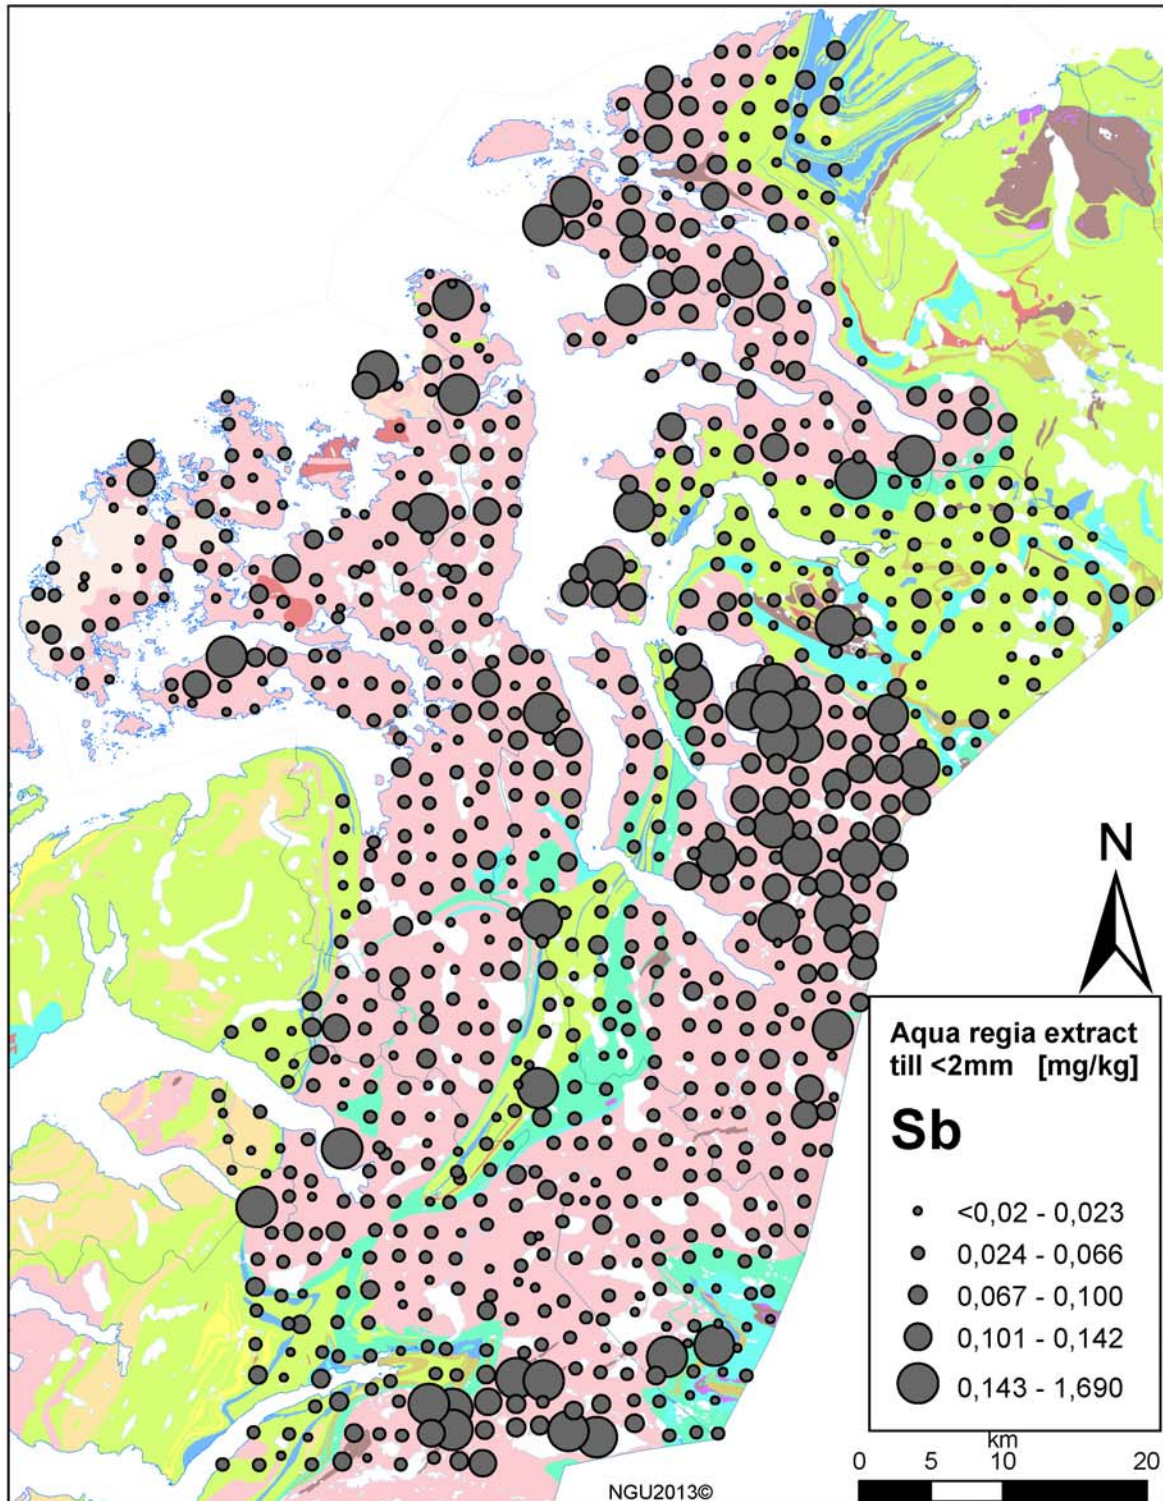 N
Aqua regia extract
till <2mm [mg/kg]
Sb
<0,02 - 0,023
0,024 - 0,066
0,067 - 0,100
0,101 - 0,142
0,143 - 1,690
km
0 5 10 20
NGU2013©